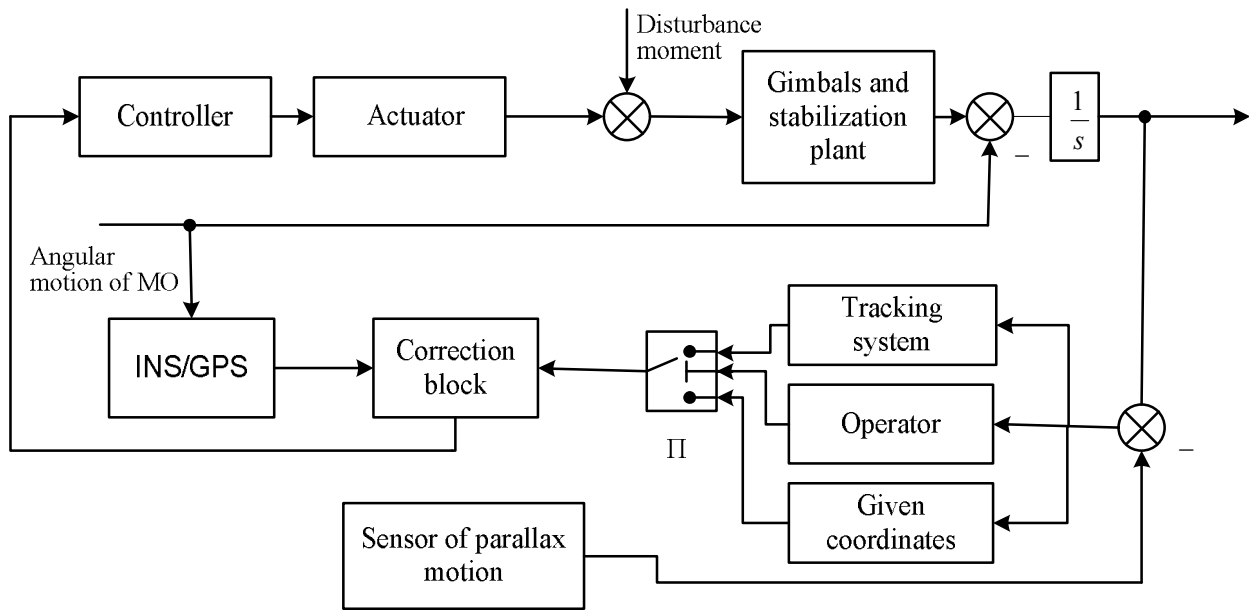 Disturbance
moment
Controller
Actuator
Gimbals and
stabilization
plant
−
1
s
Angular
motion of MO
INS/GPS
Correction
block
Π
Tracking
system
Operator
−
Given
coordinates
Sensor of parallax
motion